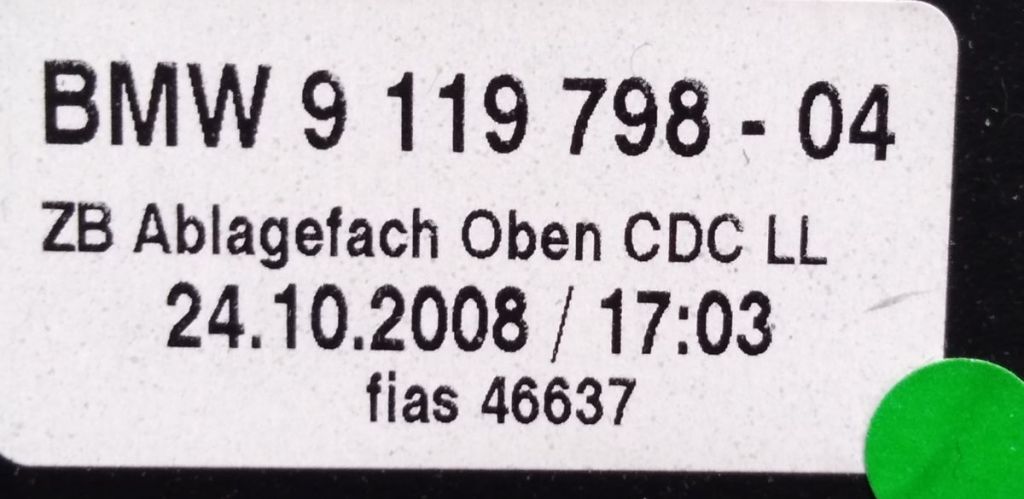 BMW 9 119 798 - 04
ZB Ablagefach Oben CDC LL
24.10.2008 / 17:03
fias 46637